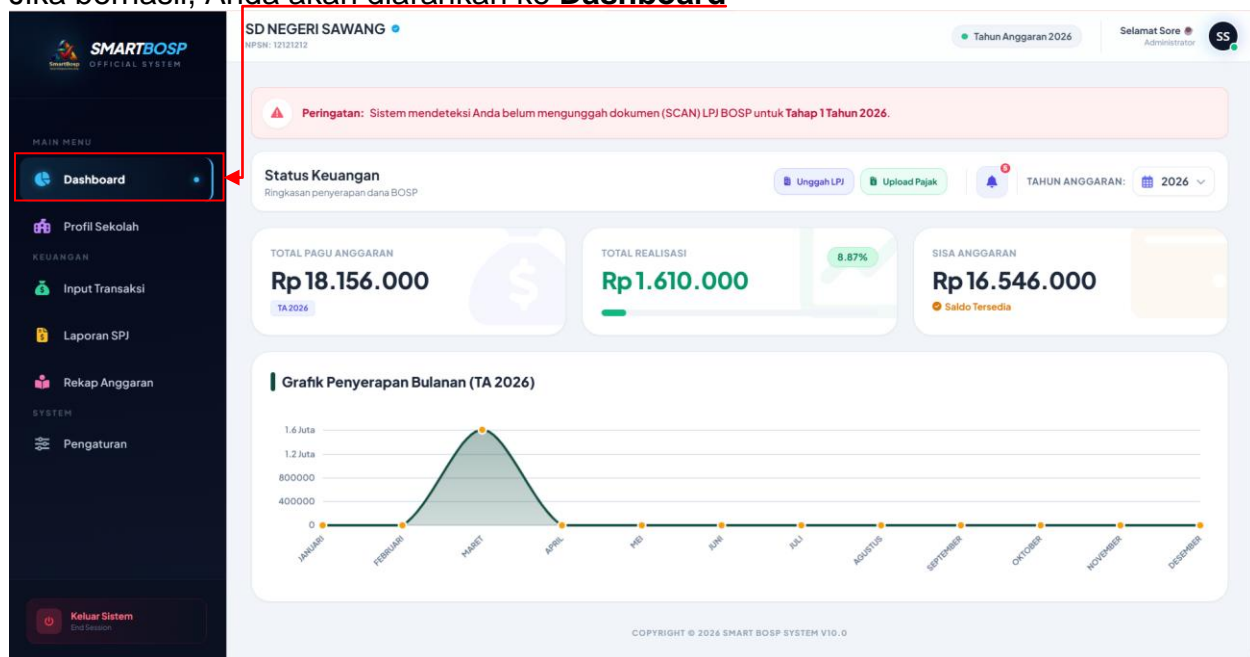 Jika berhasil, Anda akan diarahkan ke Dashboard
SMARTBOSP
OFFICIAL SYSTEM
SmartBosp
MAIN MENU
Dashboard
Profil Sekolah
KEUANGAN
Input Transaksi
Laporan SPJ
Rekap Anggaran
SYSTEM
Pengaturan
Keluar Sistem
End Session
SD NEGERI SAWANG
NPSN: 12121212
Tahun Anggaran 2026
Selamat Sore
Administrator
SS
Peringatan: Sistem mendeteksi Anda belum mengunggah dokumen (SCAN) LPJ BOSP untuk Tahap 1 Tahun 2026.
Status Keuangan
Ringkasan penyerapan dana BOSP
Unggah LPJ
Upload Pajak
TAHUN ANGGARAN:
2026
TOTAL PAGU ANGGARAN
Rp 18.156.000
TA 2026
TOTAL REALISASI
8.87%
Rp 1.610.000
SISA ANGGARAN
Rp 16.546.000
Saldo Tersedia
Grafik Penyerapan Bulanan (TA 2026)
1.6 Juta
1.2 Juta
800000
400000
0
JANUARI
FEBRUARI
MARET
APRIL
MEI
JUNI
JULI
AGUSTUS
SEPTEMBER
OKTOBER
NOVEMBER
DESEMBER
COPYRIGHT © 2026 SMART BOSP SYSTEM V10.0